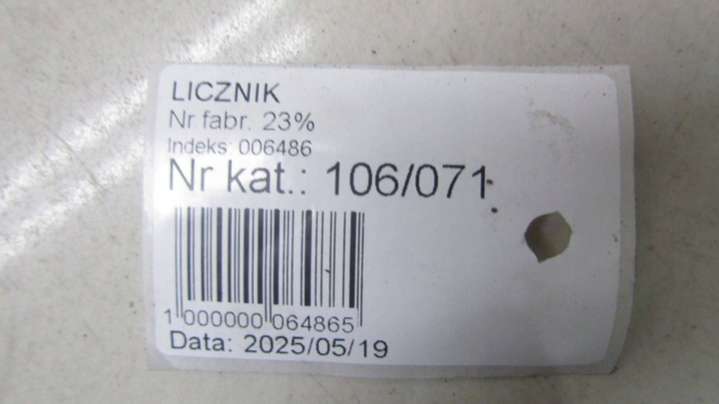 LICZNIK
Nr fabr. 23%
Indeks: 006486
Nr kat.: 106/071
1 000000 064865
Data: 2025/05/19